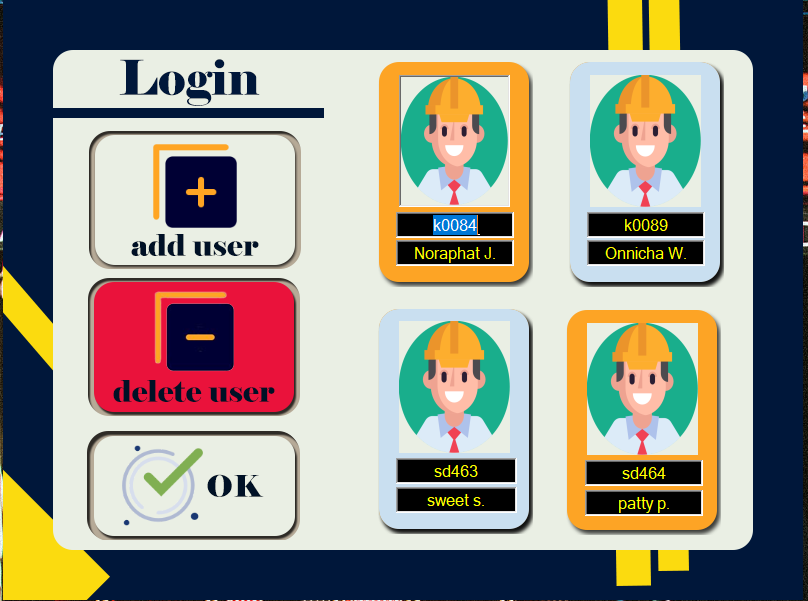 Login
add user
delete user
OK
k0084
Noraphat J.
k0089
Onnicha W.
sd463
sweet s.
sd464
patty p.